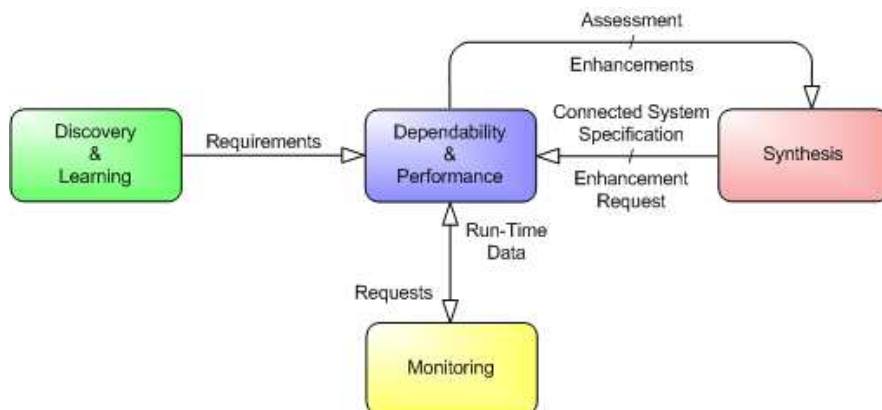 Assessment
Enhancements
Discovery
&
Learning
Requirements
Dependability
&
Performance
Connected System
Specification
Enhancement
Request
Synthesis
Run-Time
Data
Requests
Monitoring